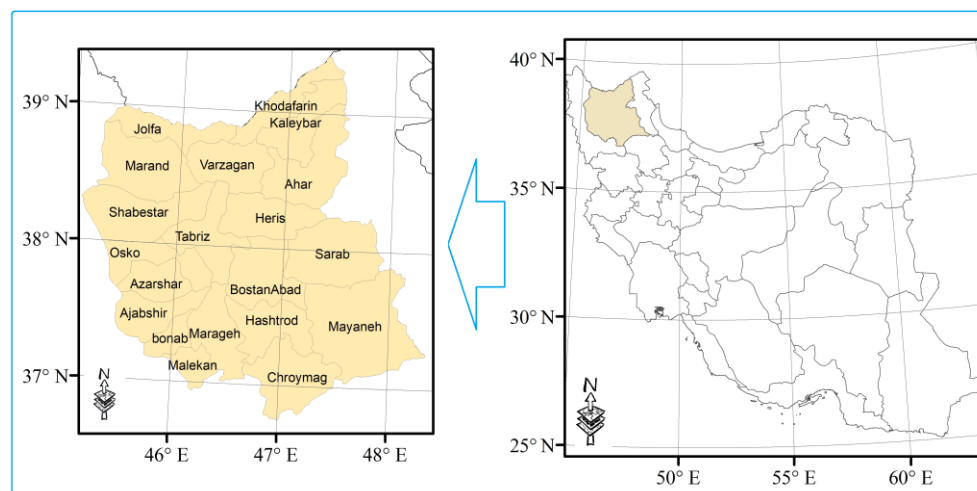 39° N
38° N
37° N
Khodafarin
Kaleybar
Jolfa
Marand
Varzagan
Ahar
Shabestar
Heris
Tabriz
Osko
Sarab
Azarshar
BostanAbad
Ajabshir
Hashtrod
Mayaneh
bonab
Marageh
Malekan
Chroymag
N
46° E
47° E
48° E
40° N
35° N
30° N
25° N
N
50° E
55° E
60° E